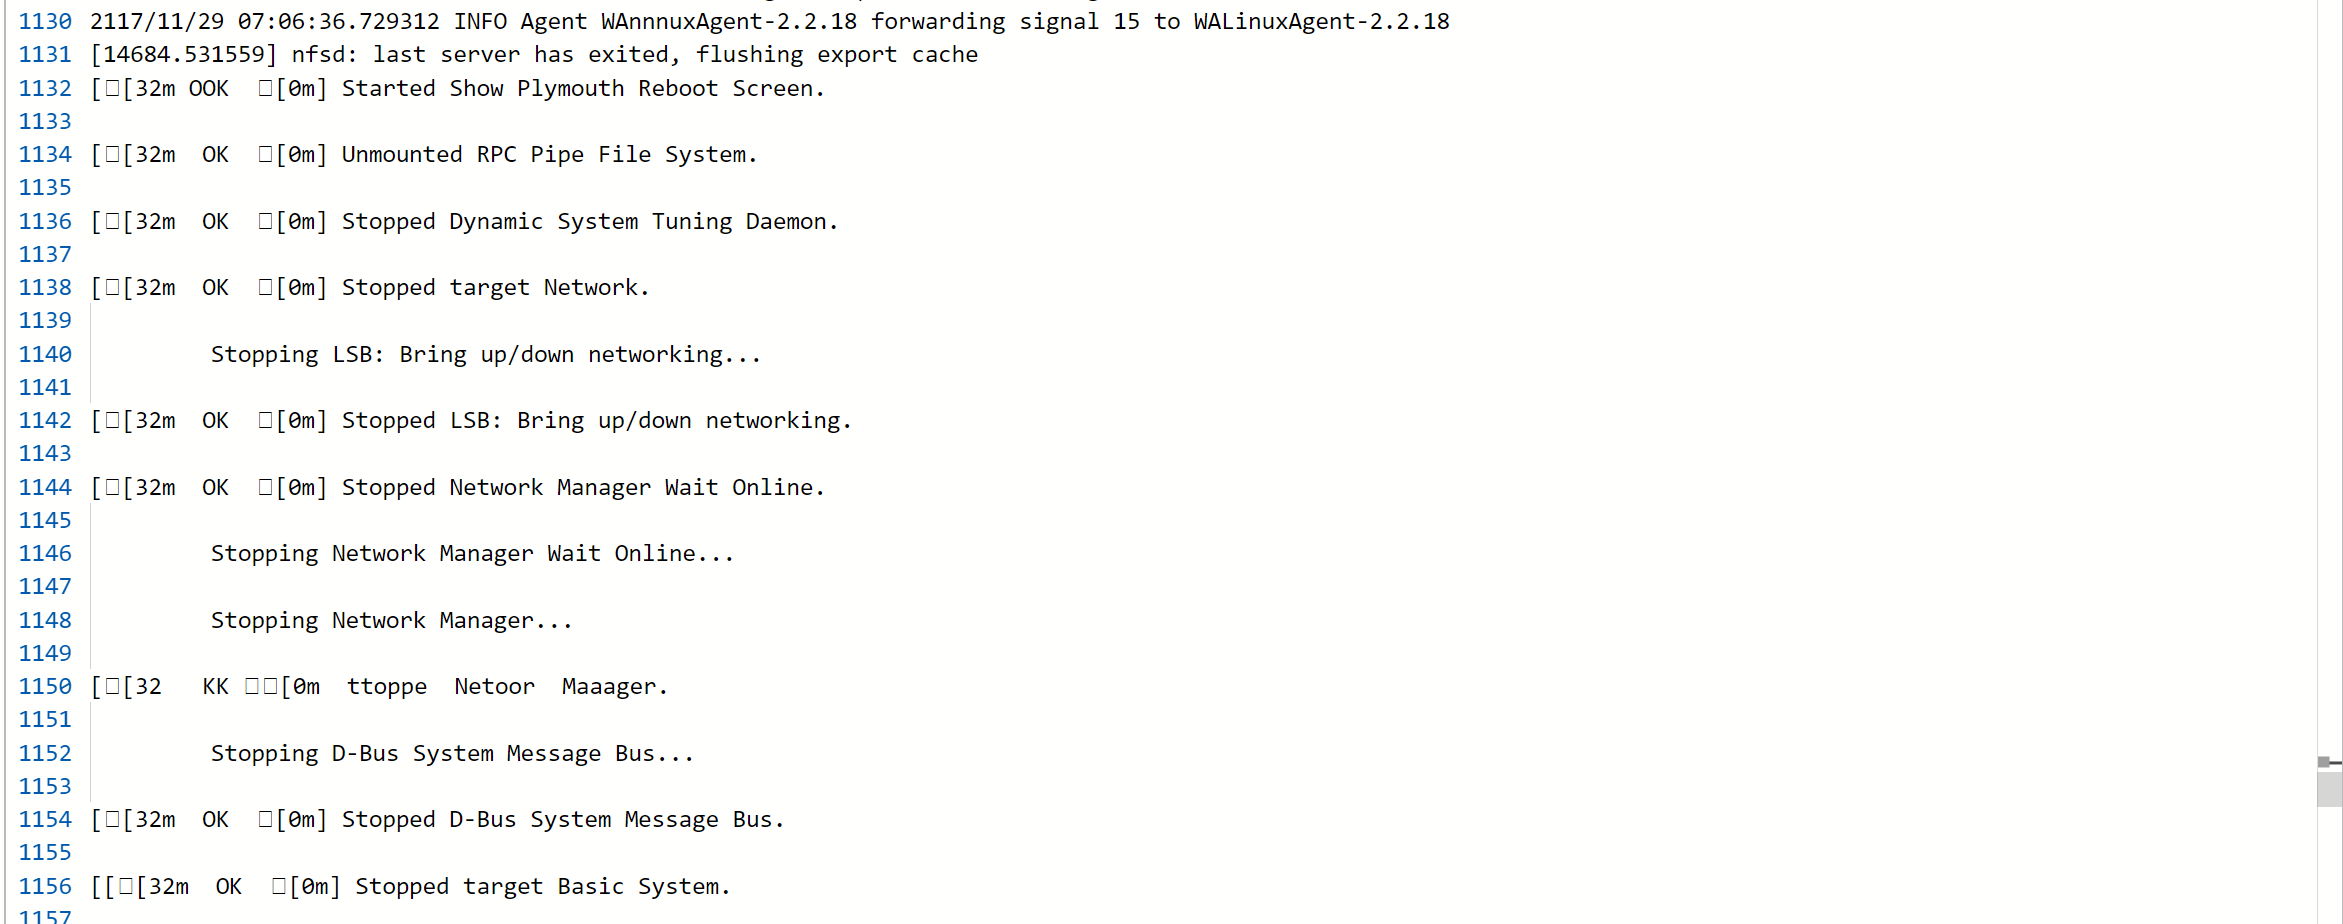 1130 2117/11/29 07:06:36.729312 INFO Agent WAnnnuxAgent-2.2.18 forwarding signal 15 to WALinuxAgent-2.2.18
1131 [14684.531559] nfsd: last server has exited, flushing export cache
1132 [□[32m OOK  □[0m] Started Show Plymouth Reboot Screen.
1133
1134 [□[32m  OK  □[0m] Unmounted RPC Pipe File System.
1135
1136 [□[32m  OK  □[0m] Stopped Dynamic System Tuning Daemon.
1137
1138 [□[32m  OK  □[0m] Stopped target Network.
1139
1140          Stopping LSB: Bring up/down networking...
1141
1142 [□[32m  OK  □[0m] Stopped LSB: Bring up/down networking.
1143
1144 [□[32m  OK  □[0m] Stopped Network Manager Wait Online.
1145
1146          Stopping Network Manager Wait Online...
1147
1148          Stopping Network Manager...
1149
1150 [□[32   KK □□[0m  ttoppe  Netoor  Maaager.
1151
1152          Stopping D-Bus System Message Bus...
1153
1154 [□[32m  OK  □[0m] Stopped D-Bus System Message Bus.
1155
1156 [[□[32m  OK  □[0m] Stopped target Basic System.
1157